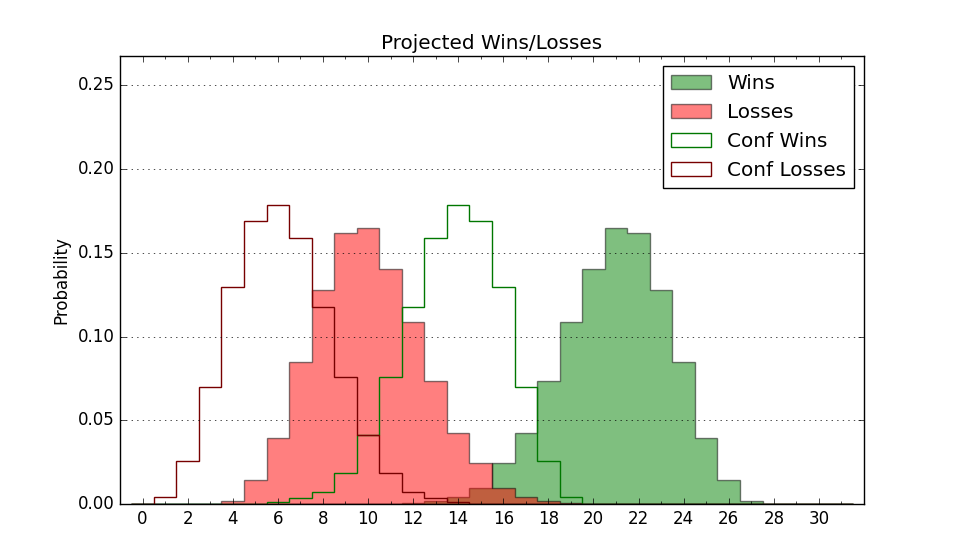 Projected Wins/Losses
Wins
Losses
Conf Wins
Conf Losses
Probability
0.25
0.20
0.15
0.10
0.05
0.00
0 2 4 6 8 10 12 14 16 18 20 22 24 26 28 30